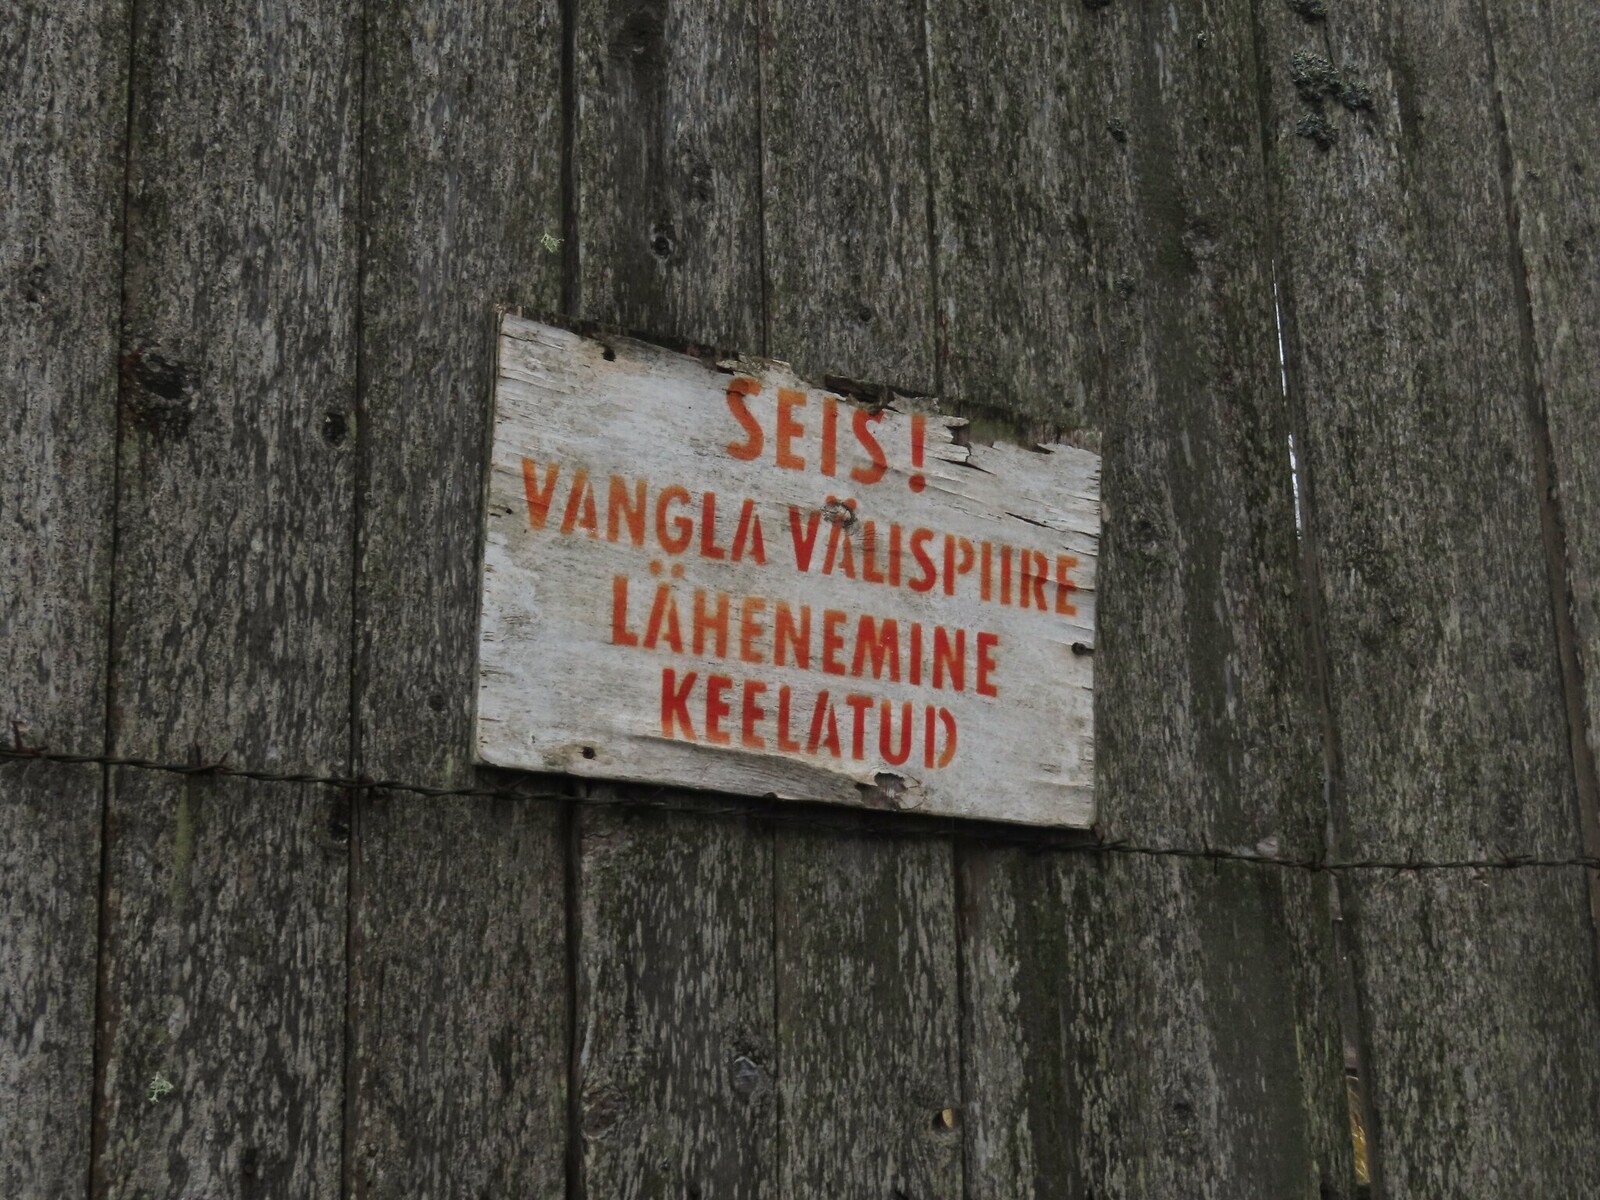 SEIS!
VANGLA VÄLISPIIRE
LÄHENEMINE
KEELATUD